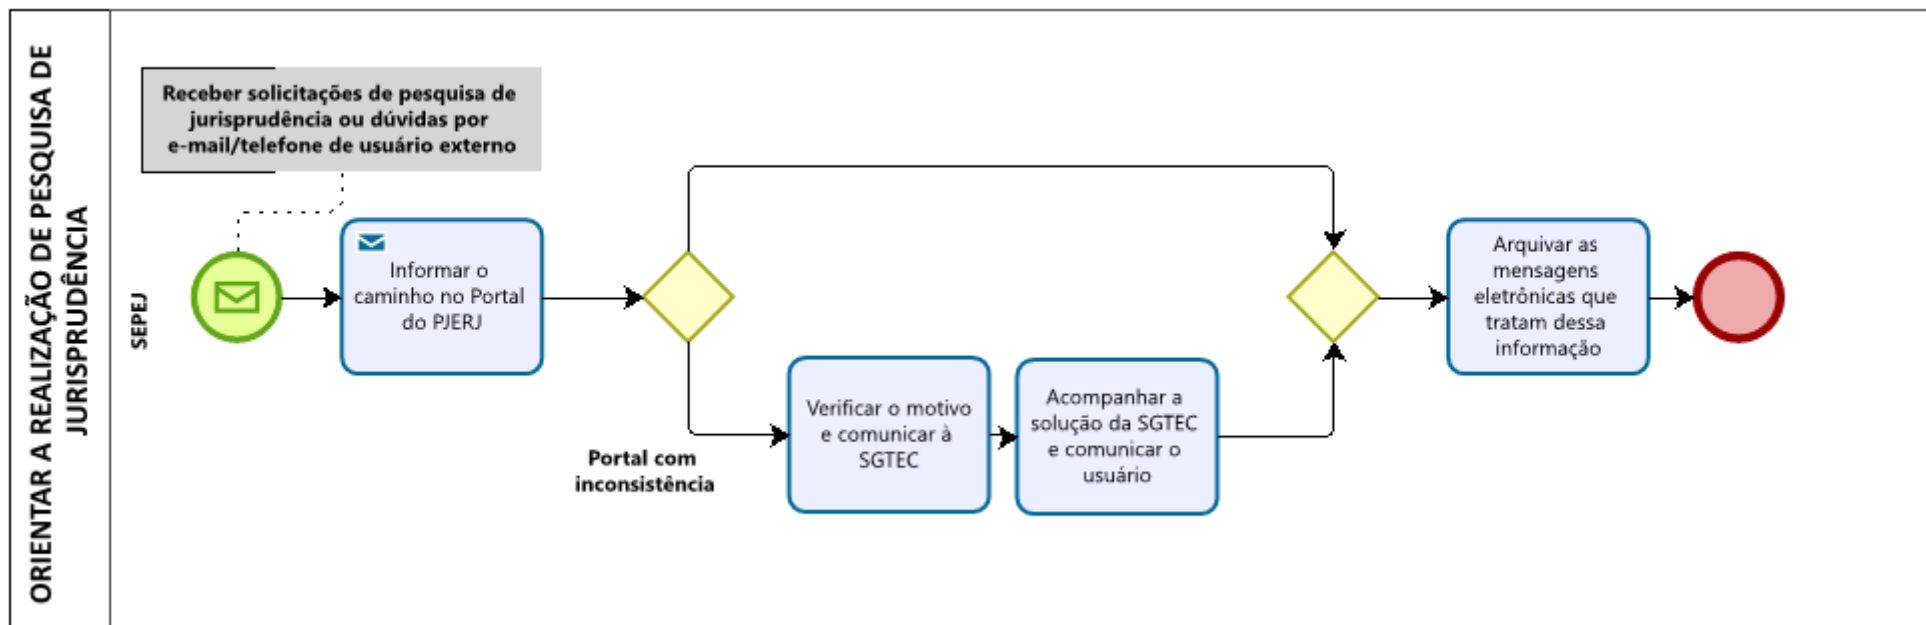 ORIENTAR A REALIZAÇÃO DE PESQUISA DE
JURISPRUDÊNCIA
SEPEJ
Receber solicitações de pesquisa de
jurisprudência ou dúvidas por
e-mail/telefone de usuário externo
Informar o
caminho no Portal
do PJERJ
Portal com
inconsistência
Verificar o motivo
e comunicar à
SGTEC
Acompanhar a
solução da SGTEC
e comunicar o
usuário
Arquivar as
mensagens
eletrônicas que
tratam dessa
informação